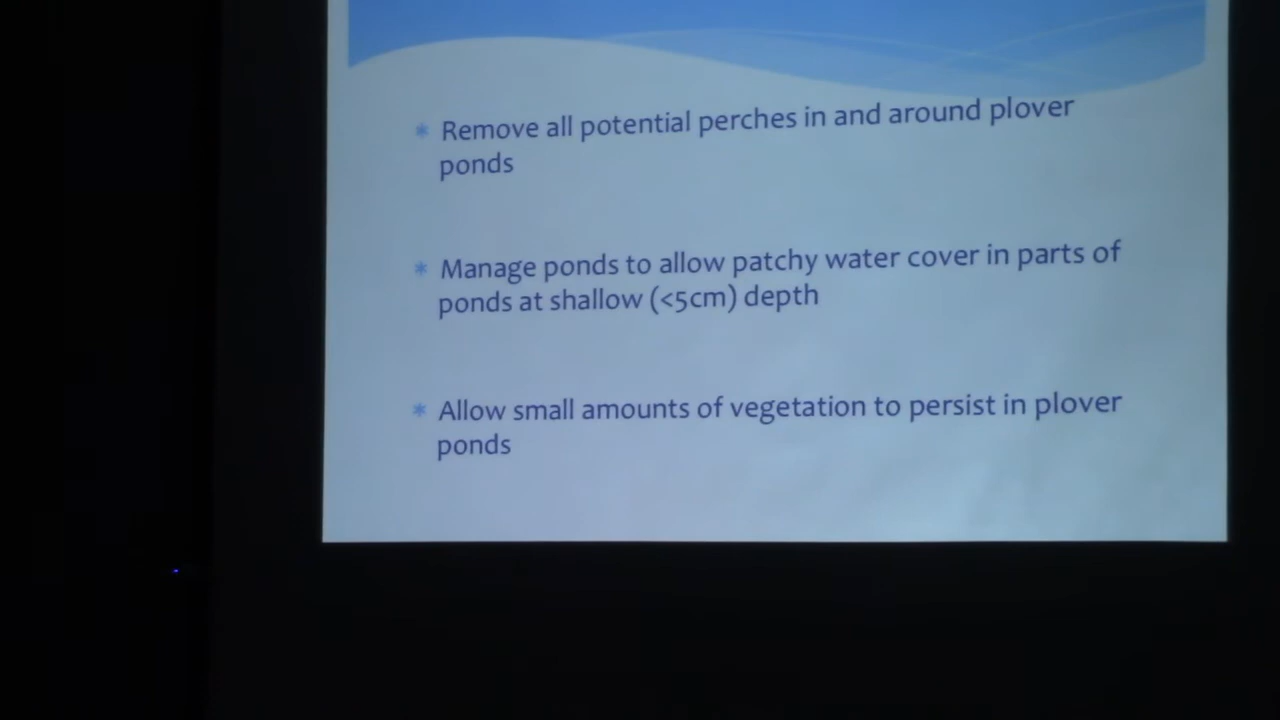 * Remove all potential perches in and around plover
ponds
* Manage ponds to allow patchy water cover in parts of
ponds at shallow (<5cm) depth
* Allow small amounts of vegetation to persist in plover
ponds